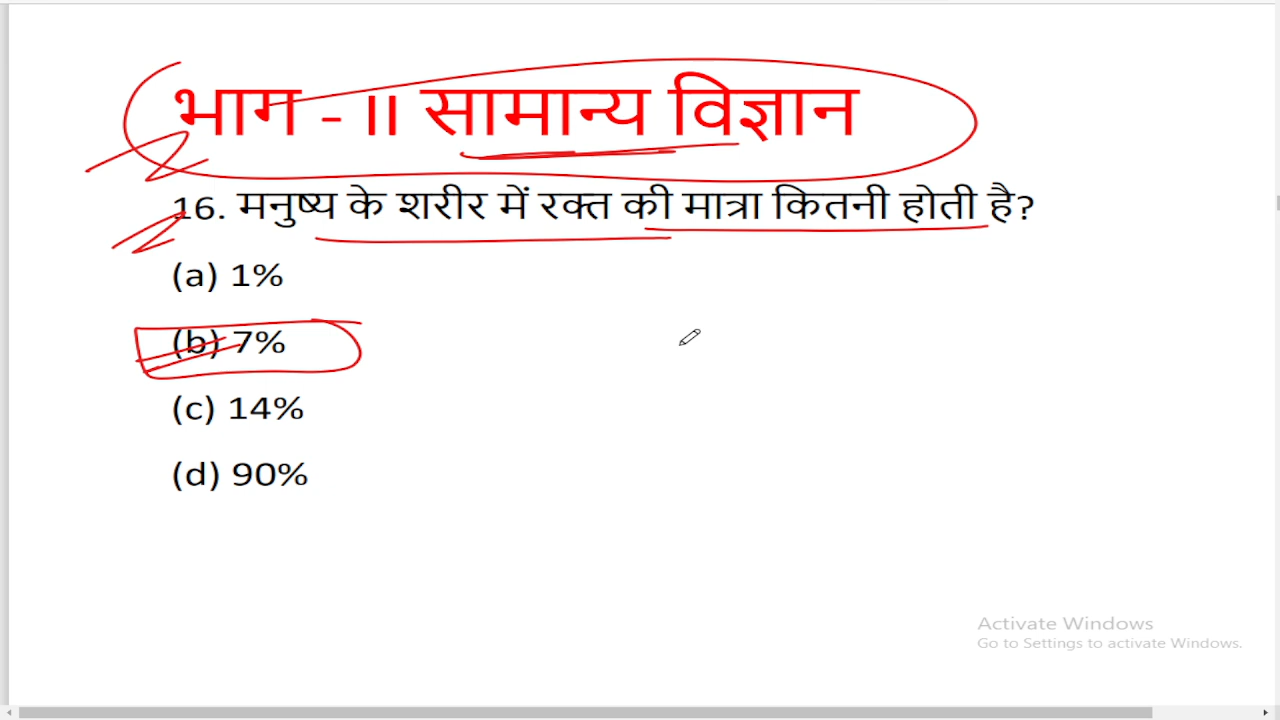 भाग - II सामान्य विज्ञान
16. मनुष्य के शरीर में रक्त की मात्रा कितनी होती है?
(a) 1%
(b) 7%
(c) 14%
(d) 90%
Activate Windows
Go to Settings to activate Windows.